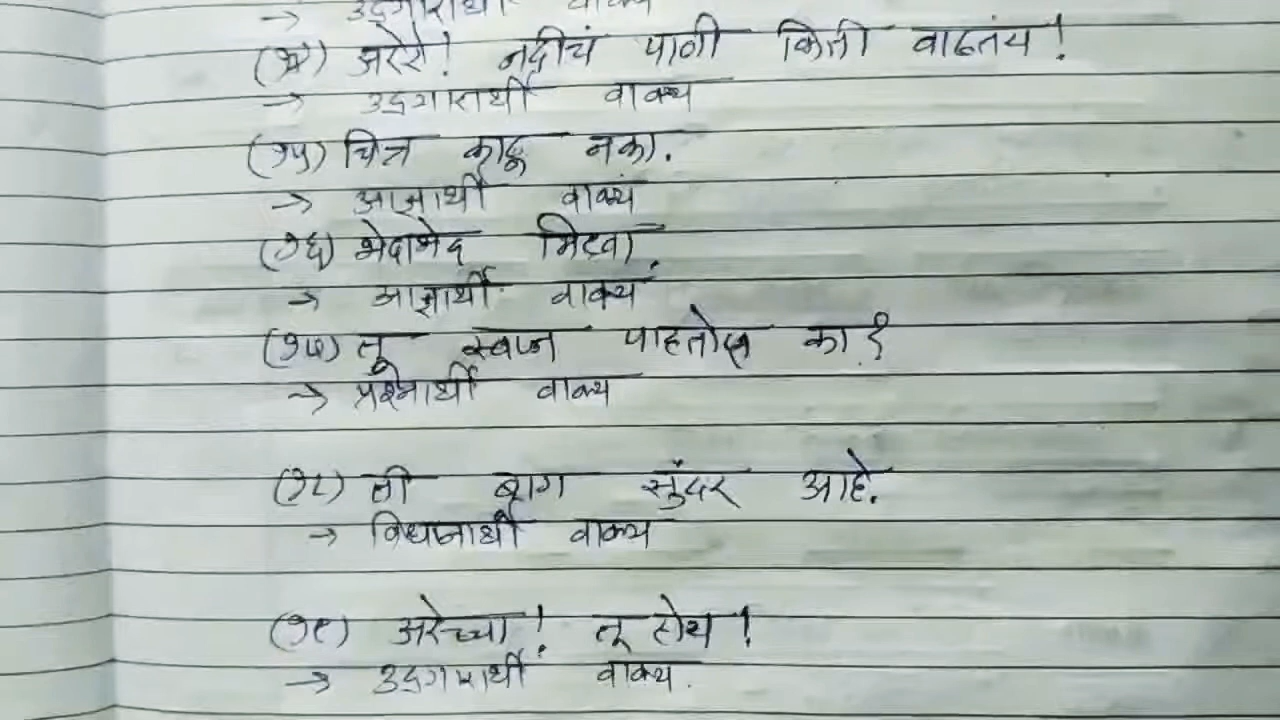 → उद्गारार्थी वाक्य
(१४) अरेरे! नदीचं पाणी किती वाढतंय!
→ उद्गारार्थी वाक्य
(१५) चित्र काढू नका.
→ आज्ञार्थी वाक्य
(१६) भेदाभेद मिटवा.
→ आज्ञार्थी वाक्य
(१७) तू स्वप्न पाहतोस का?
→ प्रश्नार्थी वाक्य
(१८) ती बाग सुंदर आहे.
→ विधानार्थी वाक्य
(१९) अरेच्चा! तू होय!
→ उद्गारार्थी वाक्य.